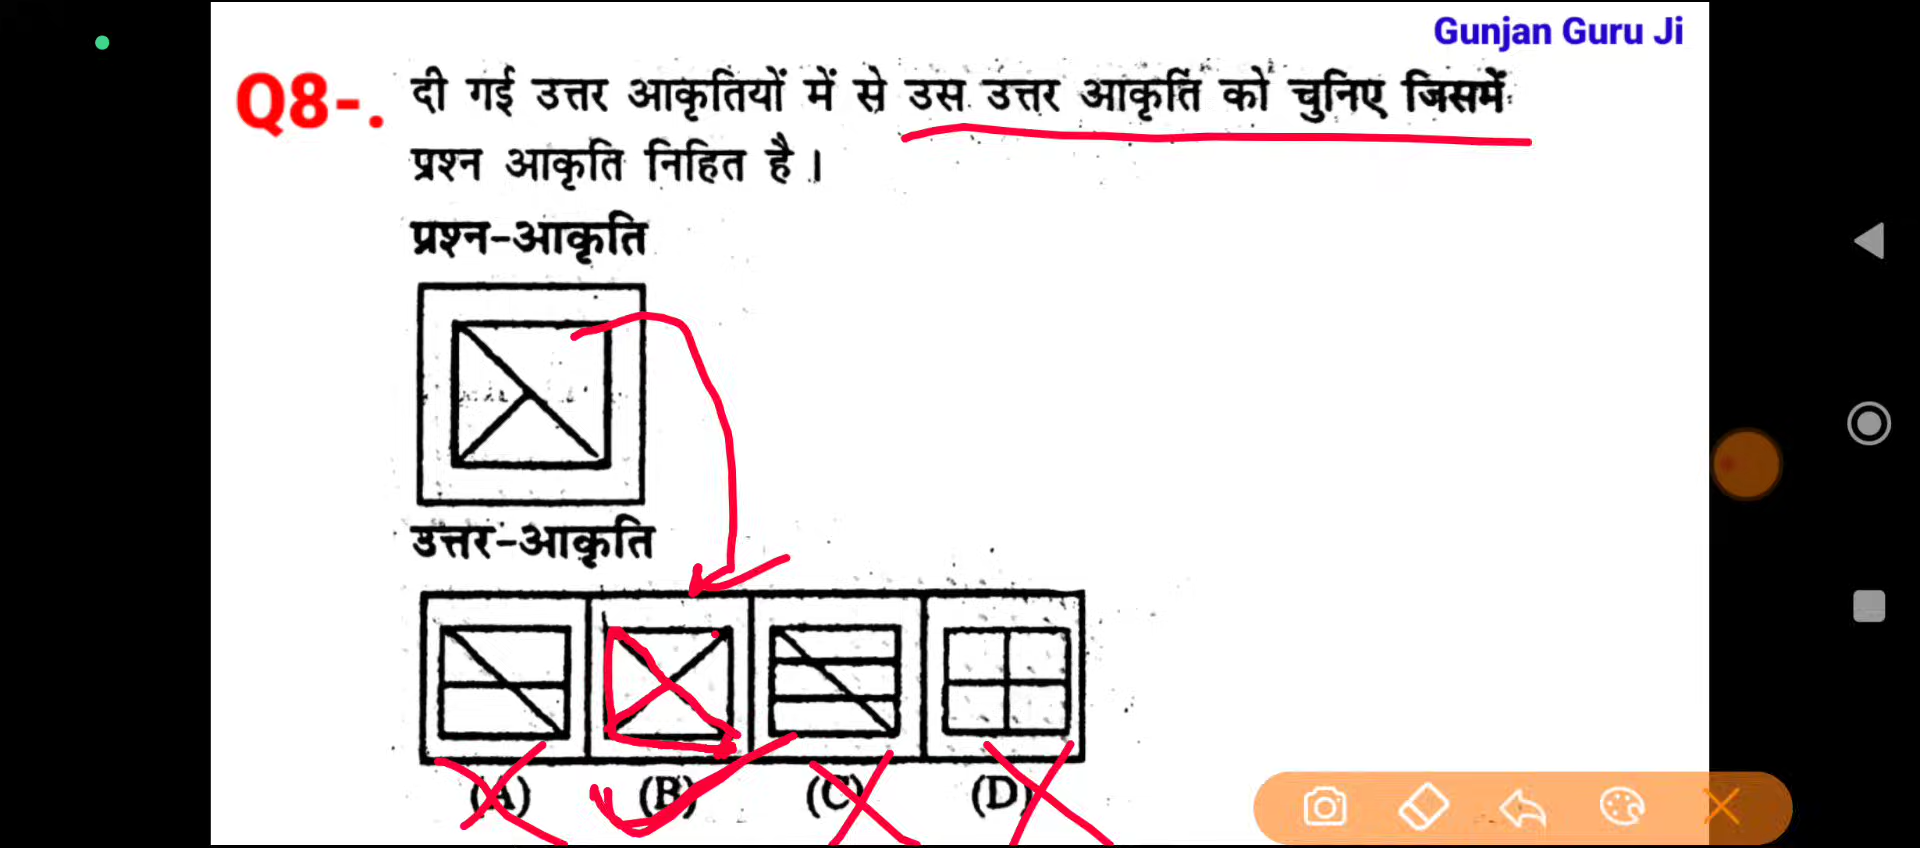 Gunjan Guru Ji
Q8-. दी गई उत्तर आकृतियों में से उस उत्तर आकृति को चुनिए जिसमें
प्रश्न आकृति निहित है।
प्रश्न-आकृति
उत्तर-आकृति
(A) (B) (C) (D)